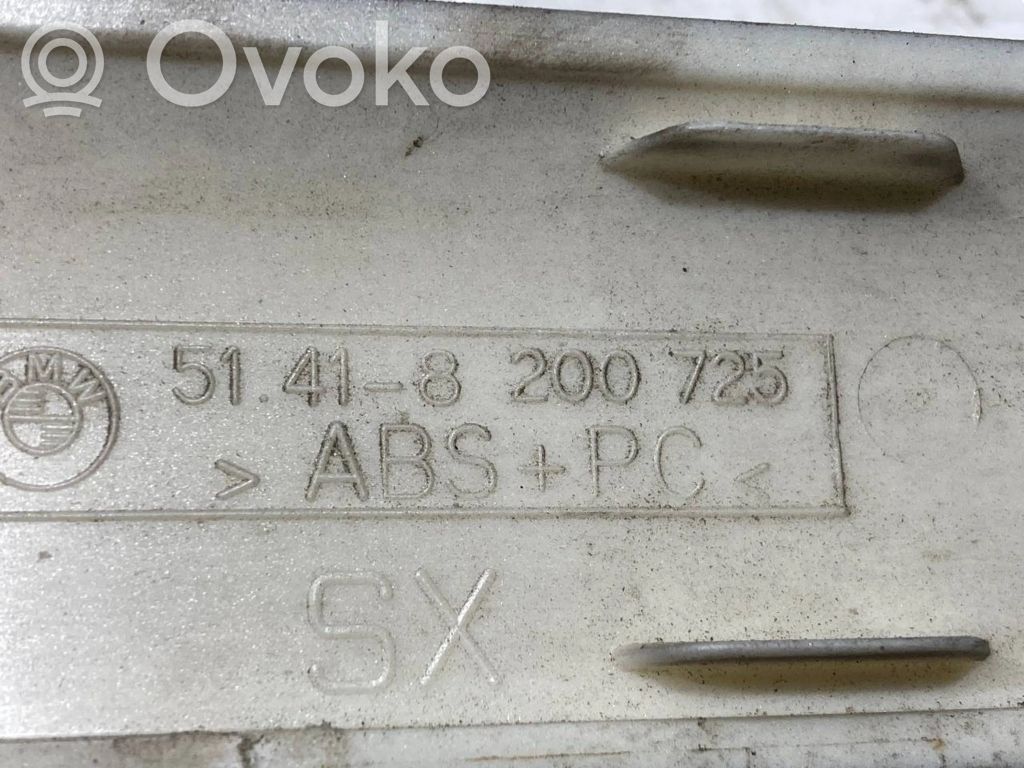 Ovoko
BMW
51.41-8 200 725
>ABS+PC<
SX